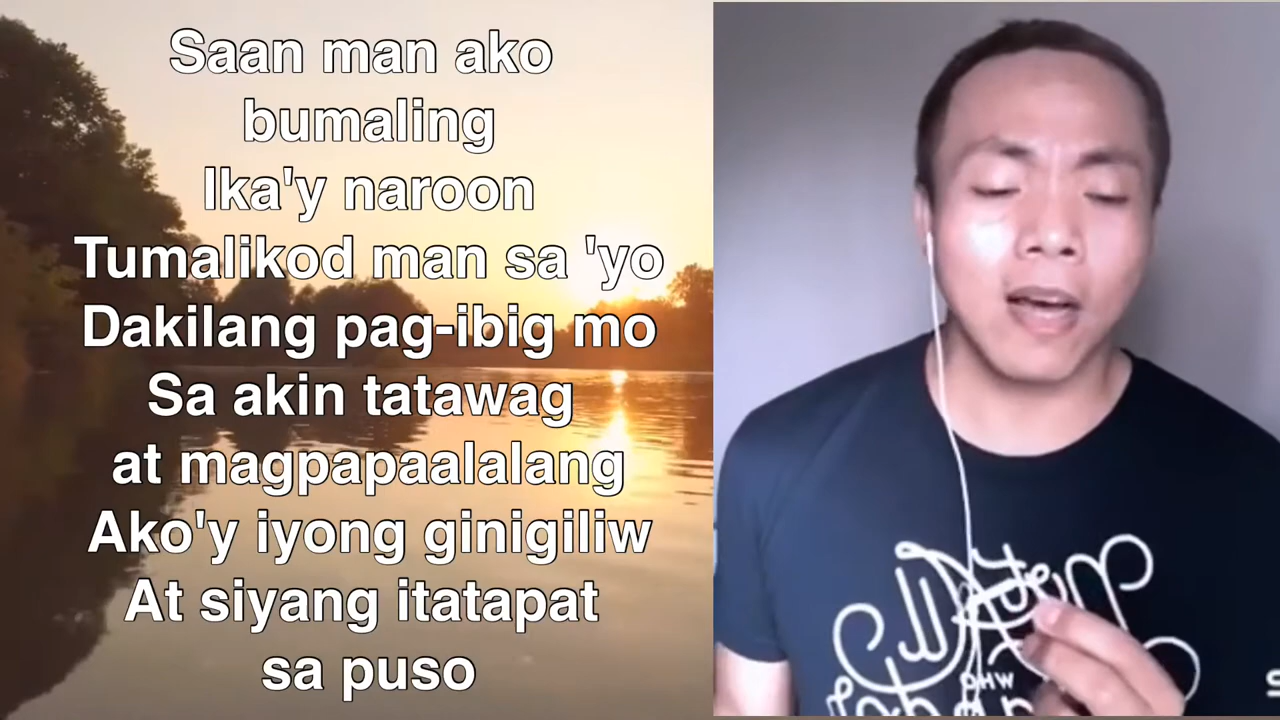 Saan man ako
bumaling
Ika'y naroon
Tumalikod man sa 'yo
Dakilang pag-ibig mo
Sa akin tatawag
at magpapaalalang
Ako'y iyong ginigiliw
At siyang itatapat
sa puso
WHO